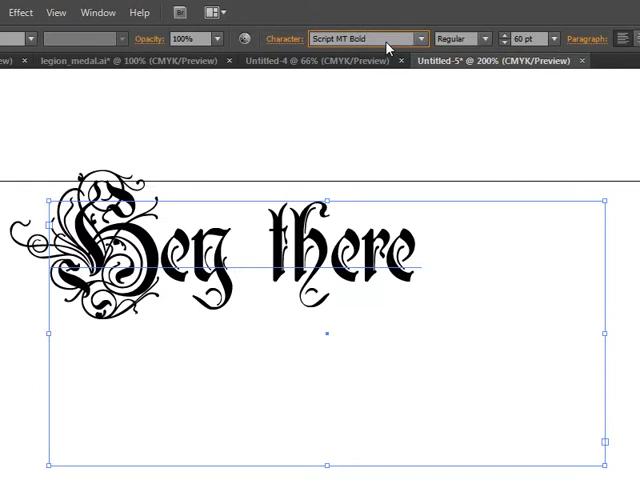 Effect View Window Help Br
Opacity: 100% Character: Script MT Bold Regular 60 pt Paragraph:
legion_medal.ai* @ 100% (CMYK/Preview) × Untitled-4 @ 66% (CMYK/Preview) × Untitled-5* @ 200% (CMYK/Preview) ×
Hey there